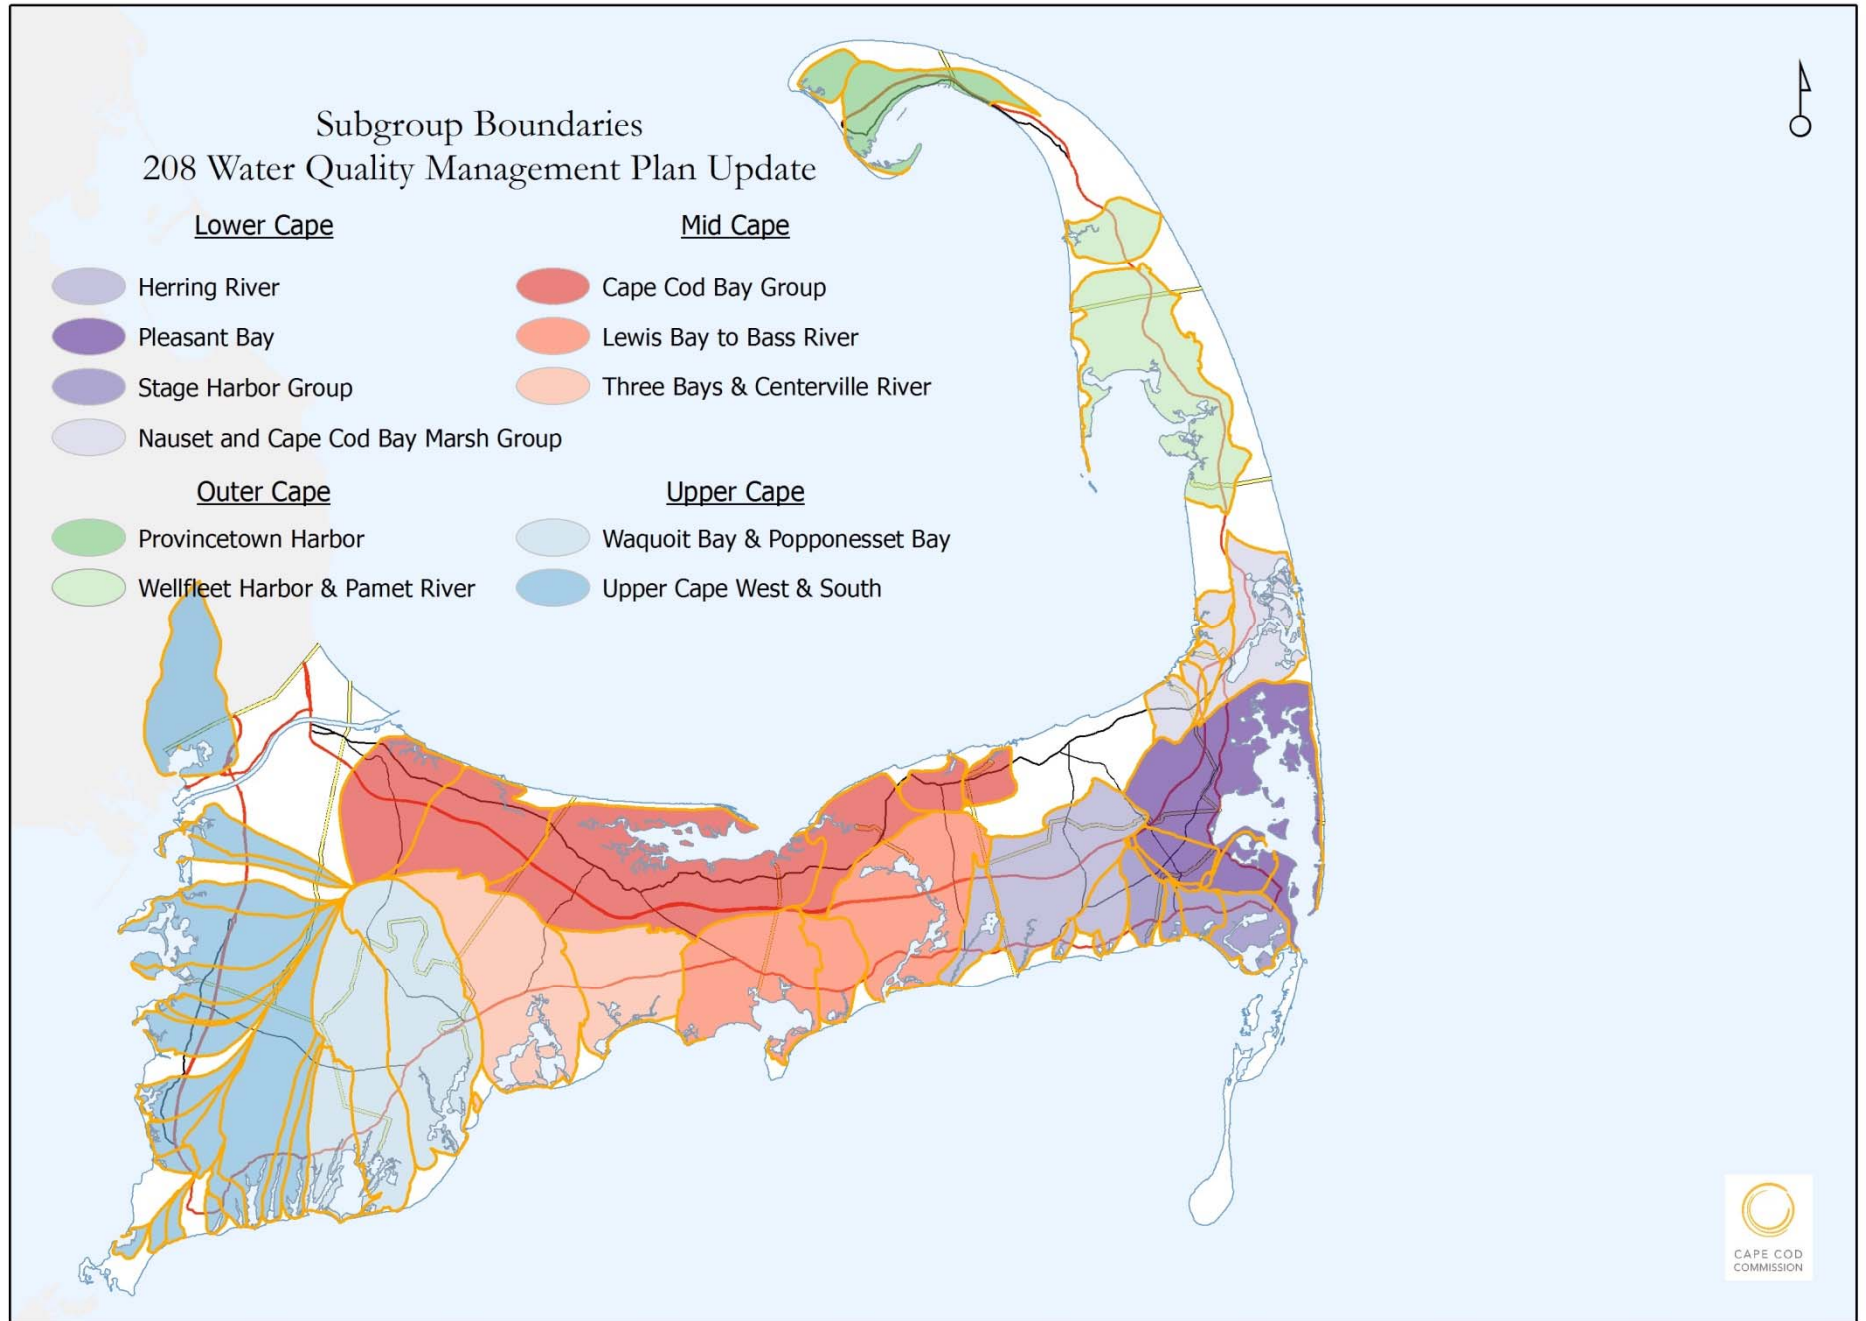 Subgroup Boundaries
208 Water Quality Management Plan Update
Lower Cape
Herring River
Pleasant Bay
Stage Harbor Group
Nauset and Cape Cod Bay Marsh Group
Mid Cape
Cape Cod Bay Group
Lewis Bay to Bass River
Three Bays & Centerville River
Outer Cape
Provincetown Harbor
Wellfleet Harbor & Pamet River
Upper Cape
Waquoit Bay & Popponesset Bay
Upper Cape West & South
CAPE COD
COMMISSION